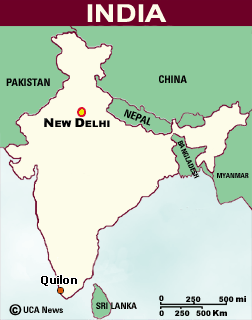 INDIA
PAKISTAN
CHINA
NEW DELHI
NEPAL
BANGLADESH
MYANMAR
Quilon
SRI LANKA
© UCA News
0 250 500 mi
0 250 500 Km